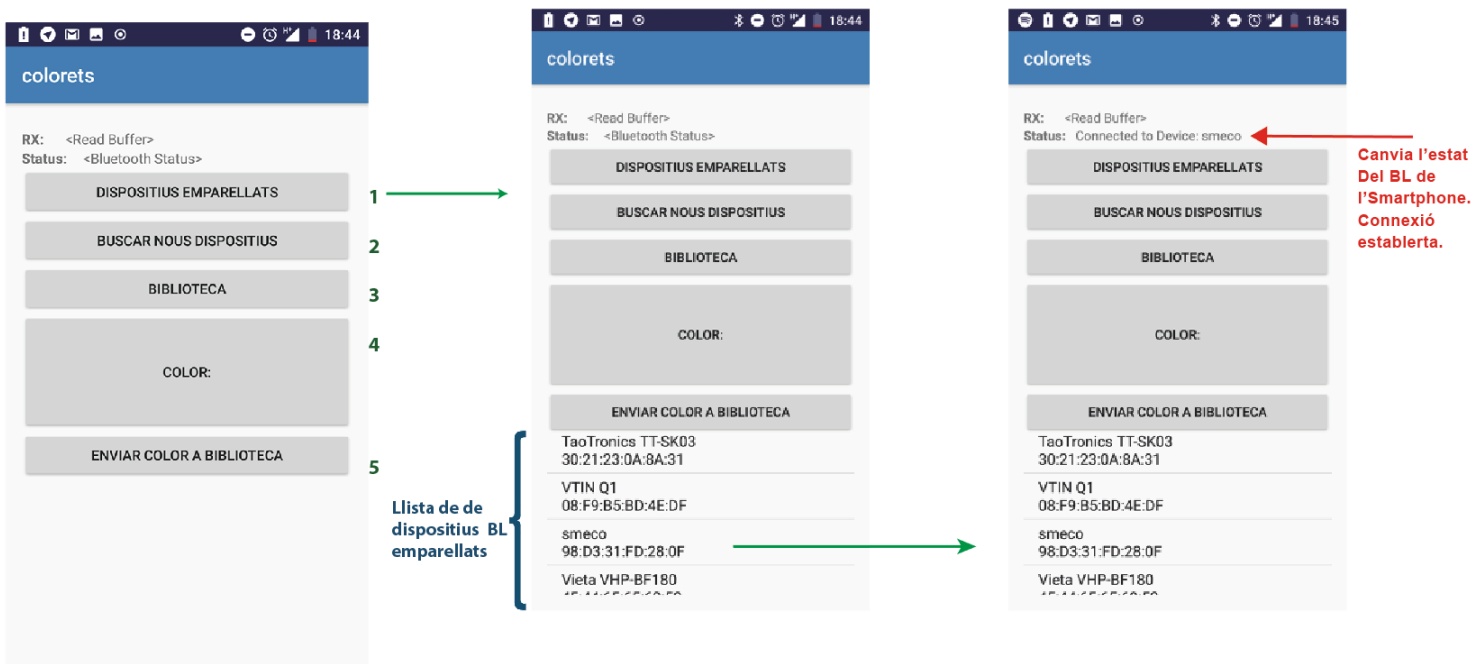 18:44
colorets
RX: <Read Buffer>
Status: <Bluetooth Status>
DISPOSITIUS EMPARELLATS
1
BUSCAR NOUS DISPOSITIUS
2
BIBLIOTECA
3
4
COLOR:
ENVIAR COLOR A BIBLIOTECA
5
18:44
colorets
RX: <Read Buffer>
Status: <Bluetooth Status>
DISPOSITIUS EMPARELLATS
BUSCAR NOUS DISPOSITIUS
BIBLIOTECA
COLOR:
ENVIAR COLOR A BIBLIOTECA
Llista de de
dispositius BL
emparellats
TaoTronics TT-SK03
30:21:23:0A:8A:31
VTIN Q1
08:F9:B5:BD:4E:DF
smeco
98:D3:31:FD:28:0F
Vieta VHP-BF180
18:45
colorets
RX: <Read Buffer>
Status: Connected to Device: smeco
DISPOSITIUS EMPARELLATS
BUSCAR NOUS DISPOSITIUS
BIBLIOTECA
COLOR:
ENVIAR COLOR A BIBLIOTECA
TaoTronics TT-SK03
30:21:23:0A:8A:31
VTIN Q1
08:F9:B5:BD:4E:DF
smeco
98:D3:31:FD:28:0F
Vieta VHP-BF180
Canvia l'estat
Del BL de
l'Smartphone.
Connexió
establerta.